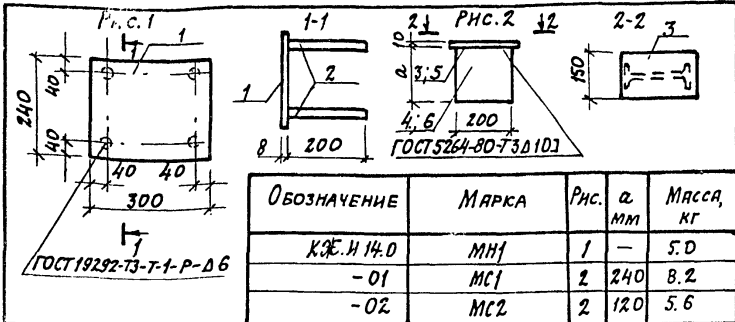 Рис. 1
1-1
Рис. 2
2-2
1
1
240
40
40
40 40
300
1
ГОСТ 19292-Т3-Т-1-Р-Δ6
1
2
8 200
2 2
10
а
3; 5
4; 6
200
ГОСТ 5264-80-Т3Δ10
3
150
Обозначение Марка Рис. а мм Масса, кг
КЖ.И 14.0 МН1 1 — 5.0
-01 МС1 2 240 8.2
-02 МС2 2 120 5.6